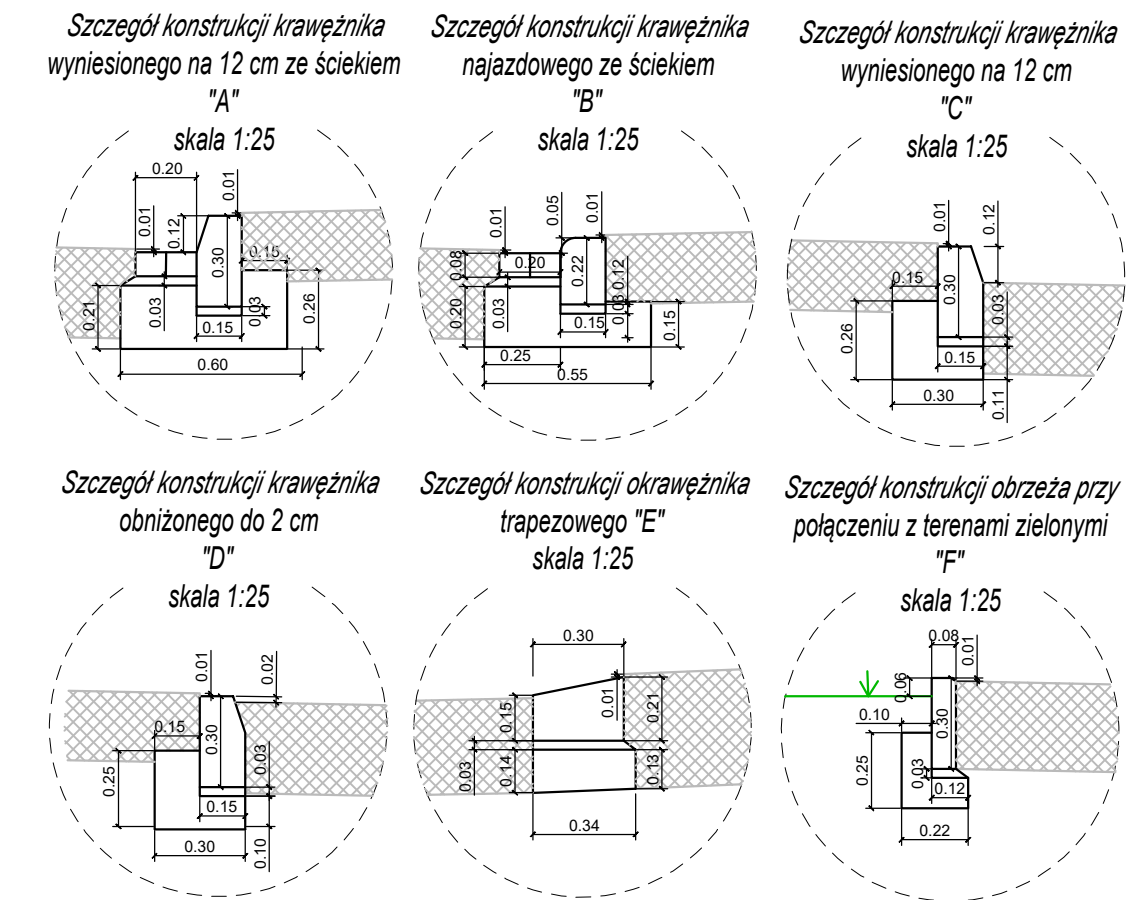 Szczegół konstrukcji krawężnika
wyniesionego na 12 cm ze ściekiem
"A"
skala 1:25
0.20
0.01
0.01
0.12
0.30
0.15
0.21
0.03
0.15
0.03
0.26
0.60
Szczegół konstrukcji krawężnika
najazdowego ze ściekiem
"B"
skala 1:25
0.01
0.05
0.01
0.08
0.20
0.22
0.12
0.20
0.03
0.15
0.03
0.15
0.25
0.55
Szczegół konstrukcji krawężnika
wyniesionego na 12 cm
"C"
skala 1:25
0.01
0.12
0.15
0.30
0.03
0.26
0.15
0.30
0.11
Szczegół konstrukcji krawężnika
obniżonego do 2 cm
"D"
skala 1:25
0.01
0.02
0.15
0.30
0.03
0.25
0.15
0.30
0.10
Szczegół konstrukcji okrawężnika
trapezowego "E"
skala 1:25
0.30
0.15
0.01
0.21
0.03
0.14
0.13
0.34
Szczegół konstrukcji obrzeża przy
połączeniu z terenami zielonymi
"F"
skala 1:25
0.08
0.01
0.06
0.10
0.30
0.25
0.03
0.12
0.22